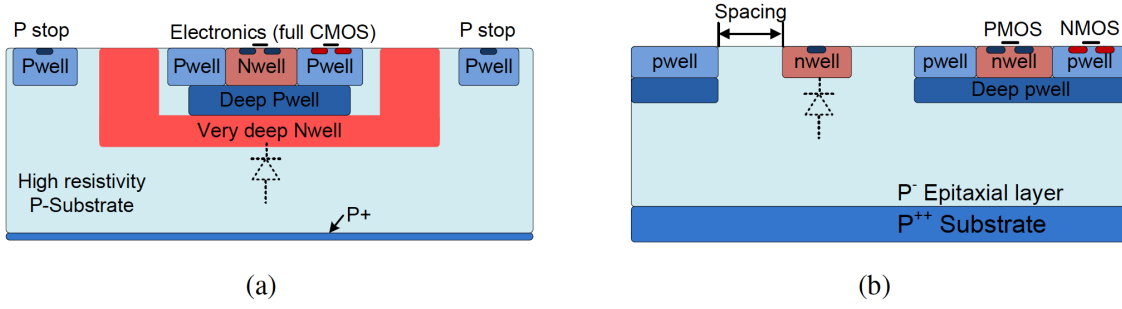 P stop
Electronics (full CMOS)
P stop
Pwell
Pwell
Nwell
Pwell
Pwell
Deep Pwell
Very deep Nwell
High resistivity
P-Substrate
P+
(a)
Spacing
PMOS
NMOS
pwell
nwell
pwell
nwell
pwell
Deep pwell
P- Epitaxial layer
P++ Substrate
(b)